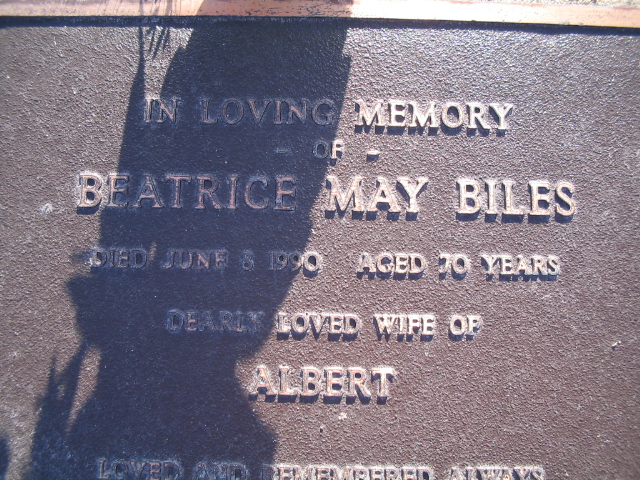 IN LOVING MEMORY
- OF -
BEATRICE MAY BILES
DIED JUNE 8 1990 AGED 70 YEARS
DEARLY LOVED WIFE OF
ALBERT
LOVED AND REMEMBERED ALWAYS